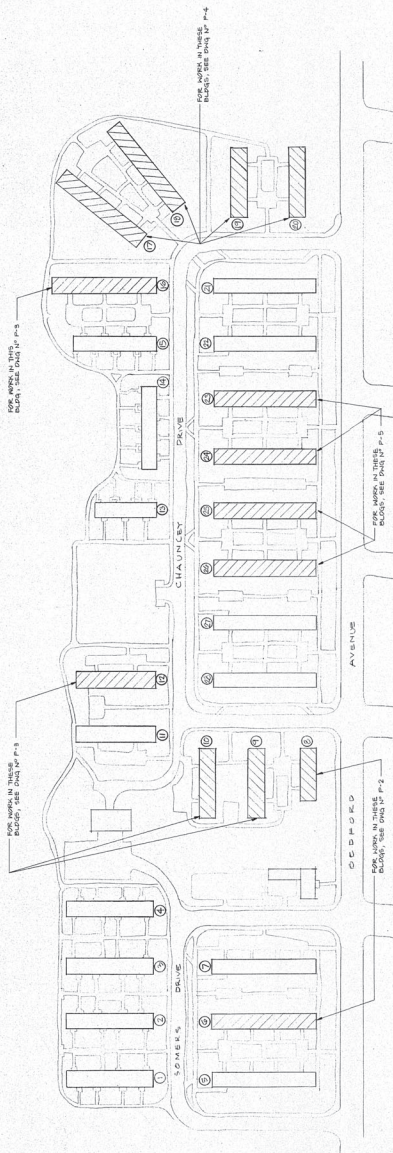 FOR WORK IN THESE
BLDGS, SEE DWG Nº P-3
FOR WORK IN THIS
BLDG, SEE DWG Nº P-3
FOR WORK IN THESE
BLDGS, SEE DWG Nº P-4
1
2
3
4
11
12
13
14
15
16
17
18
SOMERS DRIVE
CHAUNCEY DRIVE
5
6
7
10
9
8
28
27
26
25
24
23
22
21
19
20
BEDFORD AVENUE
FOR WORK IN THESE
BLDGS, SEE DWG Nº P-2
FOR WORK IN THESE
BLDGS, SEE DWG Nº P-5